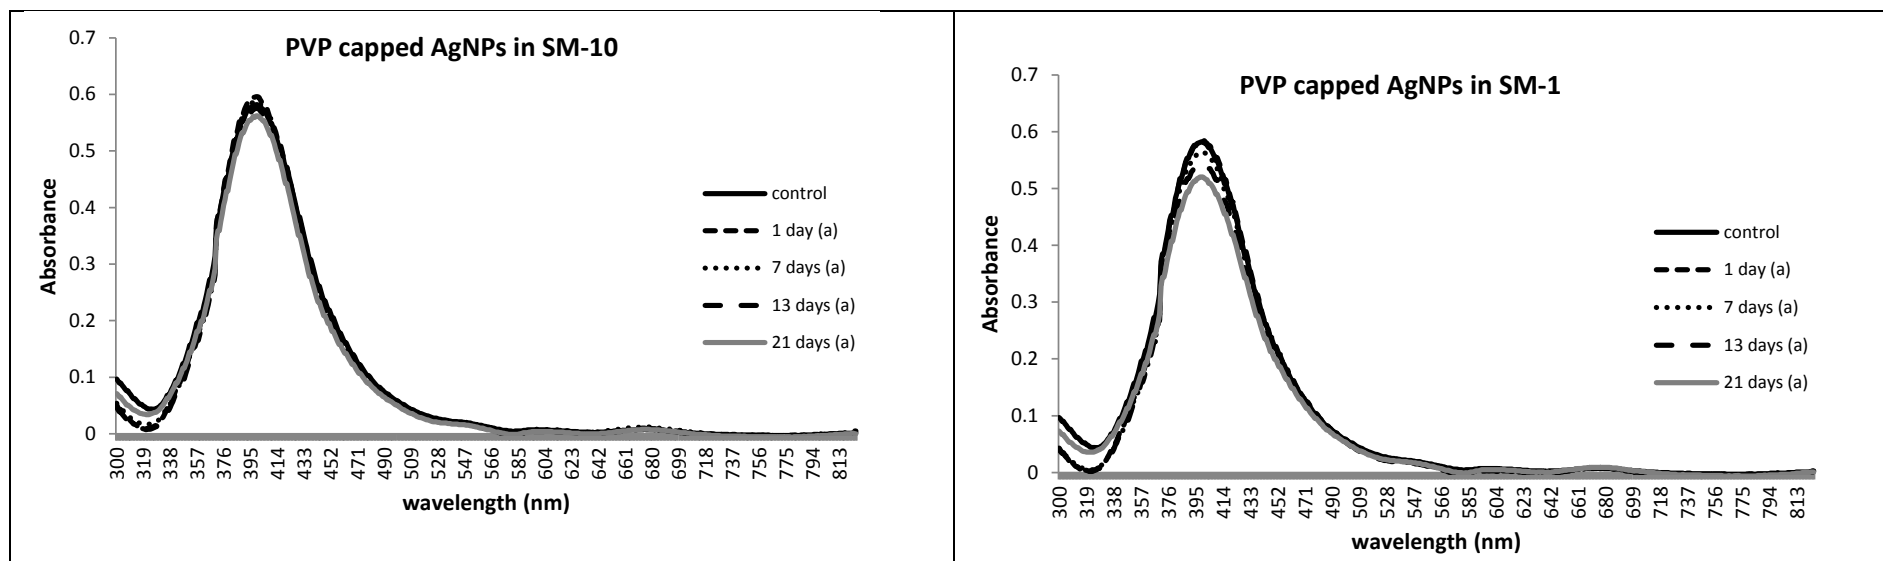 PVP capped AgNPs in SM-10
0.7
0.6
0.5
0.4
0.3
0.2
0.1
0
Absorbance
300 319 338 357 376 395 414 433 452 471 490 509 528 547 566 585 604 623 642 661 680 699 718 737 756 775 794 813
wavelength (nm)
control
1 day (a)
7 days (a)
13 days (a)
21 days (a)
PVP capped AgNPs in SM-1
0.7
0.6
0.5
0.4
0.3
0.2
0.1
0
Absorbance
300 319 338 357 376 395 414 433 452 471 490 509 528 547 566 585 604 623 642 661 680 699 718 737 756 775 794 813
wavelength (nm)
control
1 day (a)
7 days (a)
13 days (a)
21 days (a)